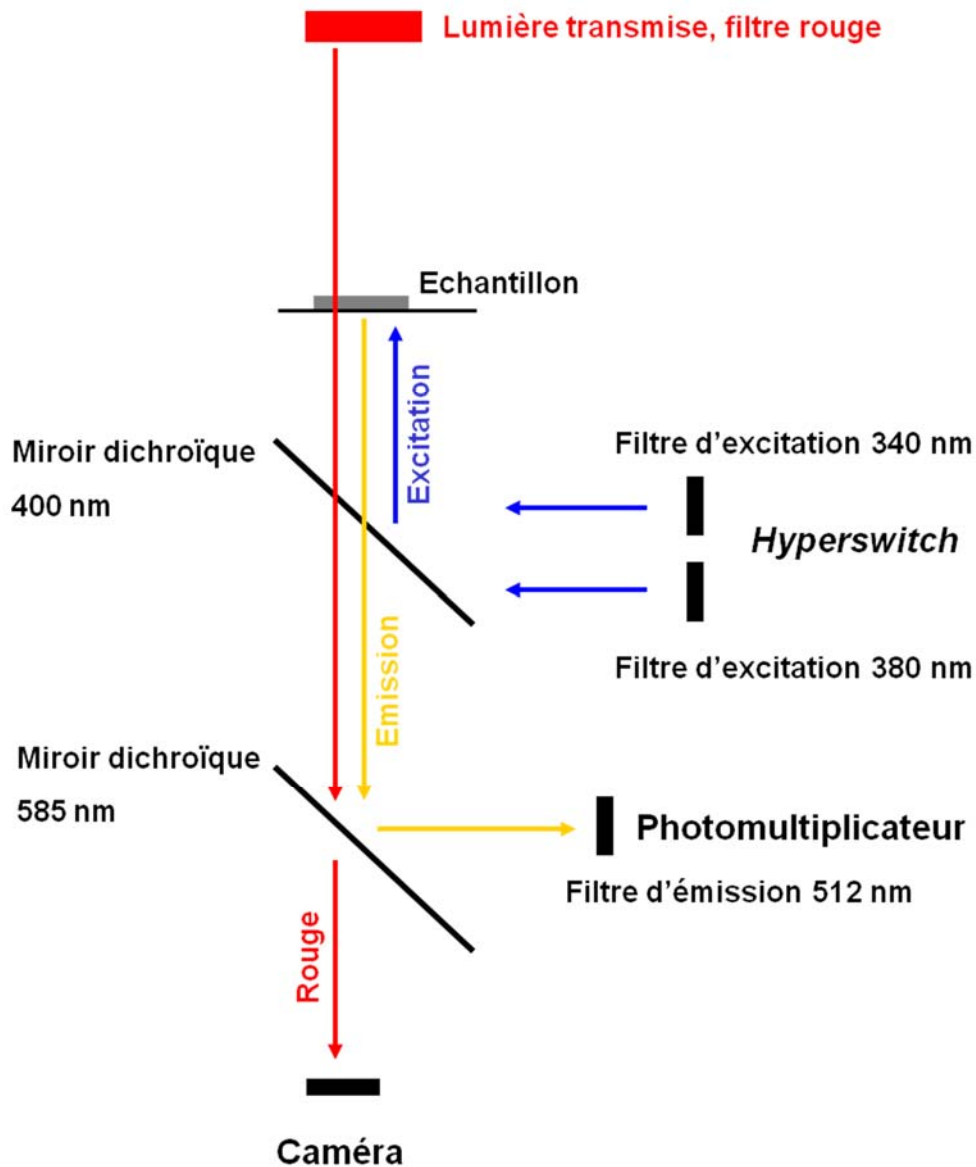 Lumière transmise, filtre rouge
Echantillon
Excitation
Miroir dichroïque
400 nm
Filtre d'excitation 340 nm
Hyperswitch
Filtre d'excitation 380 nm
Emission
Miroir dichroïque
585 nm
Photomultiplicateur
Filtre d'émission 512 nm
Rouge
Caméra